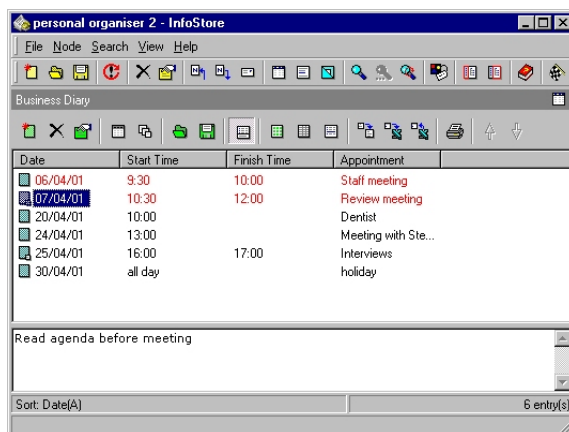 personal organiser 2 - InfoStore
File Node Search View Help
Business Diary
Date Start Time Finish Time Appointment
06/04/01 9:30 10:00 Staff meeting
07/04/01 10:30 12:00 Review meeting
20/04/01 10:00 Dentist
24/04/01 13:00 Meeting with Ste...
25/04/01 16:00 17:00 Interviews
30/04/01 all day holiday
Read agenda before meeting
Sort: Date(A) 6 entry(s)